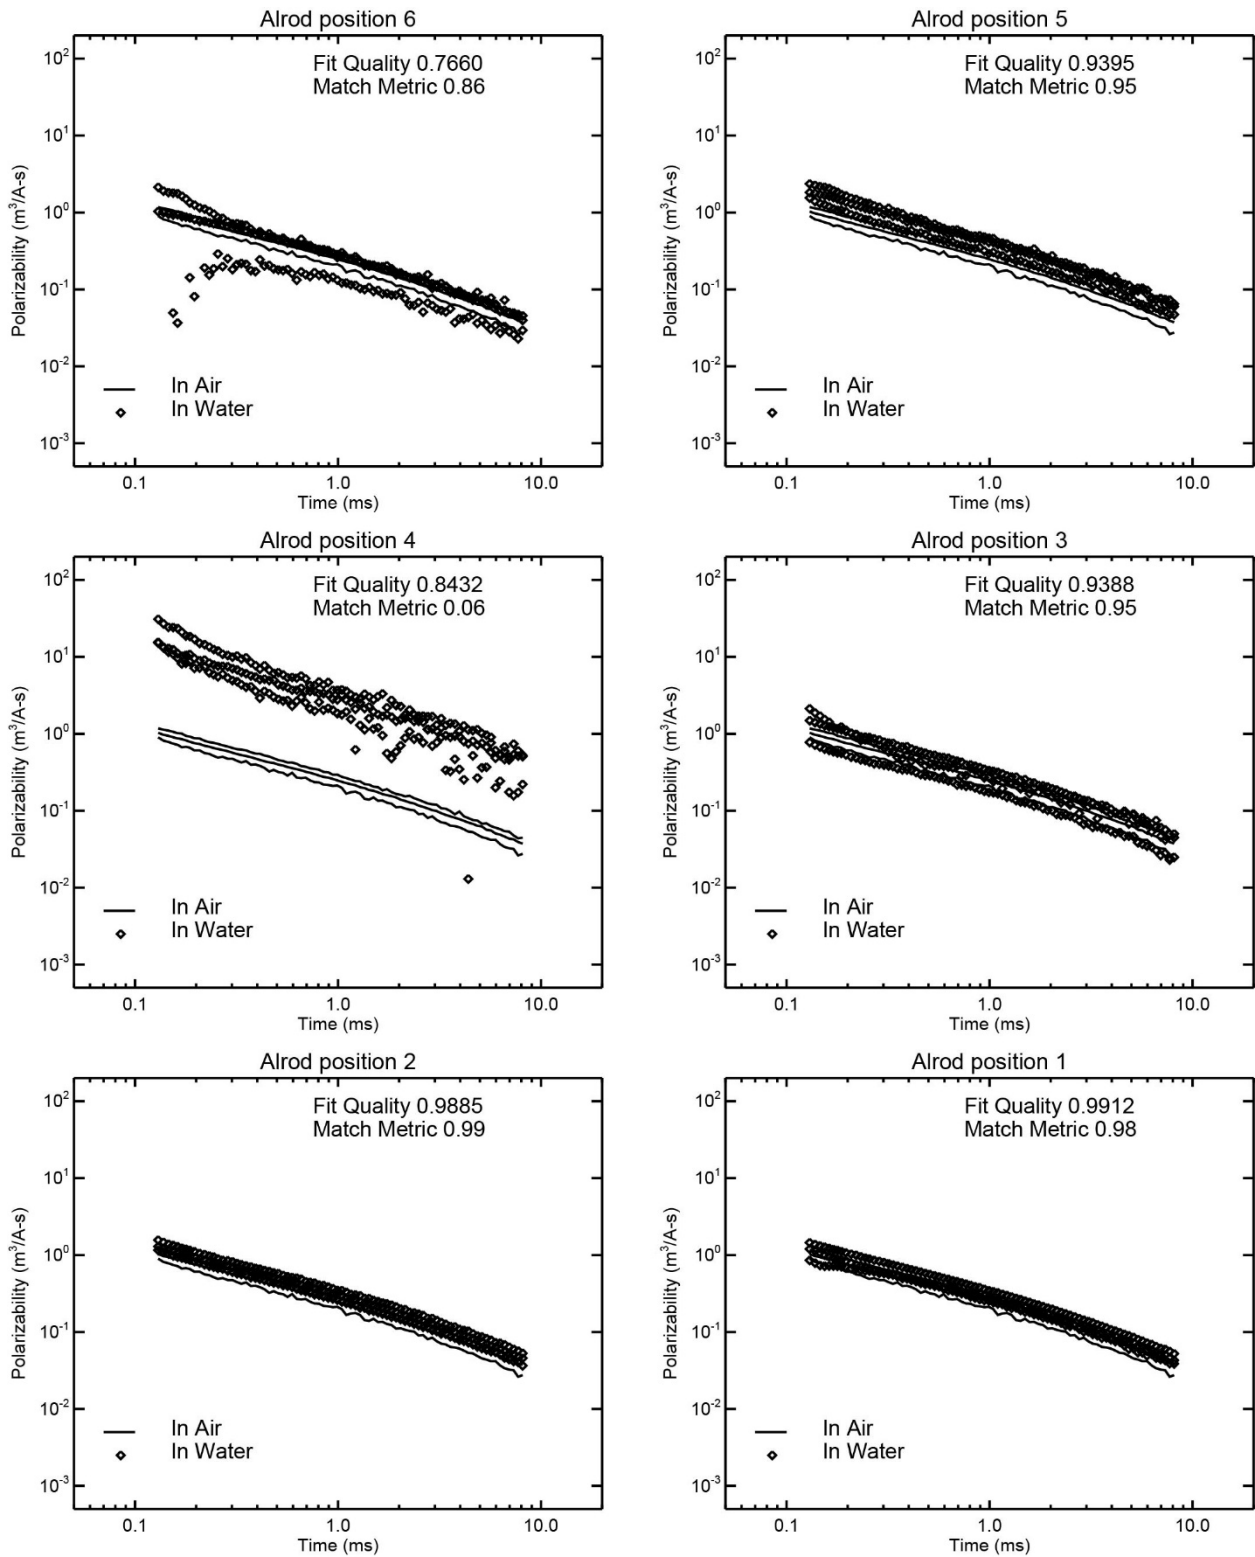 Alrod position 6
Fit Quality 0.7660
Match Metric 0.86
10²
10¹
10⁰
10⁻¹
10⁻²
10⁻³
Polarizability (m³/A-s)
In Air
In Water
0.1 1.0 10.0
Time (ms)
Alrod position 5
Fit Quality 0.9395
Match Metric 0.95
10²
10¹
10⁰
10⁻¹
10⁻²
10⁻³
Polarizability (m³/A-s)
In Air
In Water
0.1 1.0 10.0
Time (ms)
Alrod position 4
Fit Quality 0.8432
Match Metric 0.06
10²
10¹
10⁰
10⁻¹
10⁻²
10⁻³
Polarizability (m³/A-s)
In Air
In Water
0.1 1.0 10.0
Time (ms)
Alrod position 3
Fit Quality 0.9388
Match Metric 0.95
10²
10¹
10⁰
10⁻¹
10⁻²
10⁻³
Polarizability (m³/A-s)
In Air
In Water
0.1 1.0 10.0
Time (ms)
Alrod position 2
Fit Quality 0.9885
Match Metric 0.99
10²
10¹
10⁰
10⁻¹
10⁻²
10⁻³
Polarizability (m³/A-s)
In Air
In Water
0.1 1.0 10.0
Time (ms)
Alrod position 1
Fit Quality 0.9912
Match Metric 0.98
10²
10¹
10⁰
10⁻¹
10⁻²
10⁻³
Polarizability (m³/A-s)
In Air
In Water
0.1 1.0 10.0
Time (ms)